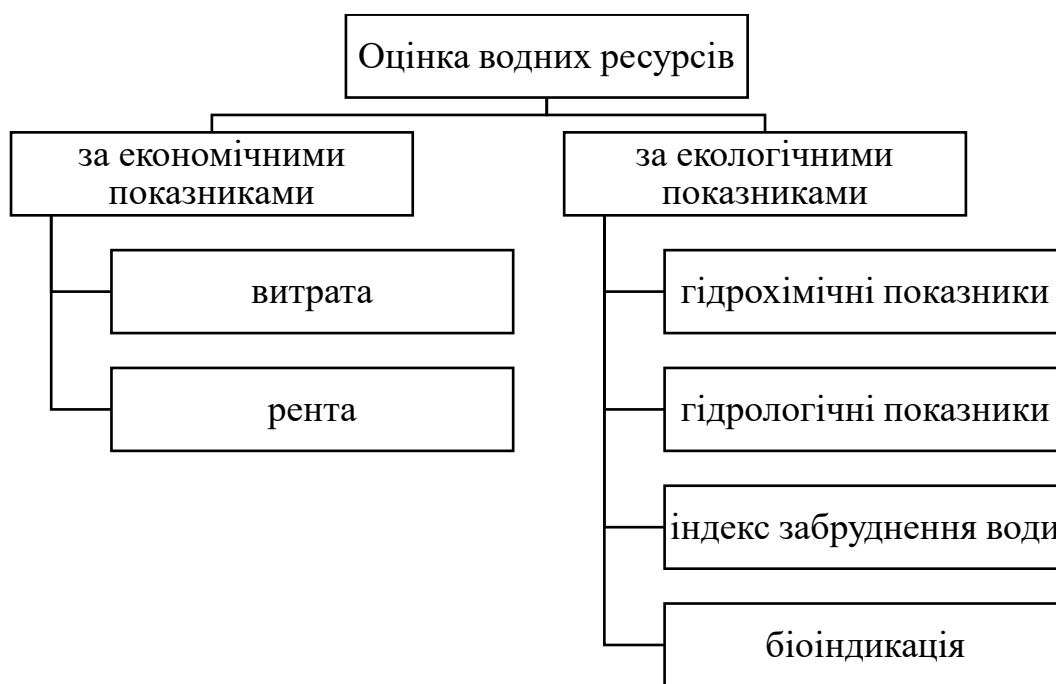 Оцінка водних ресурсів
за економічними
показниками
витрата
рента
за екологічними
показниками
гідрохімічні показники
гідрологічні показники
індекс забруднення води
біоіндикація